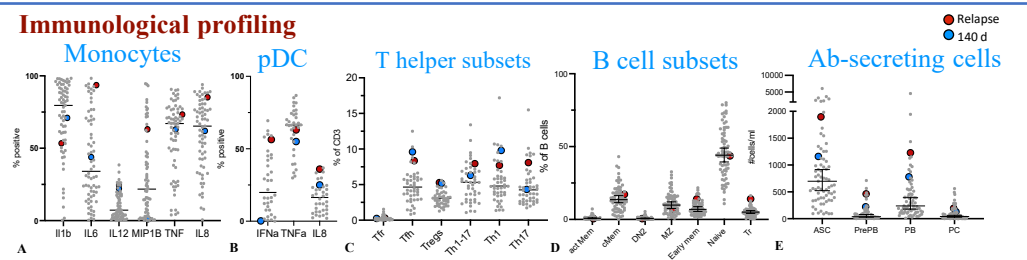 Immunological profiling
Relapse
140 d
Monocytes
pDC
T helper subsets
B cell subsets
Ab-secreting cells
% positive
100
50
0
Il1b IL6 IL12 MIP1B TNF IL8
A
% positive
100
50
0
IFNa TNFa IL8
B
% of CD3
20
15
10
5
0
Tfr Tfh Tregs Th1-17 Th1 Th17
C
% of B cells
100
50
0
act Mem cMem DN2 MZ Early mem Naive Tr
D
#cells/ml
10000
5000
2000
1500
1000
500
0
ASC PrePB PB PC
E